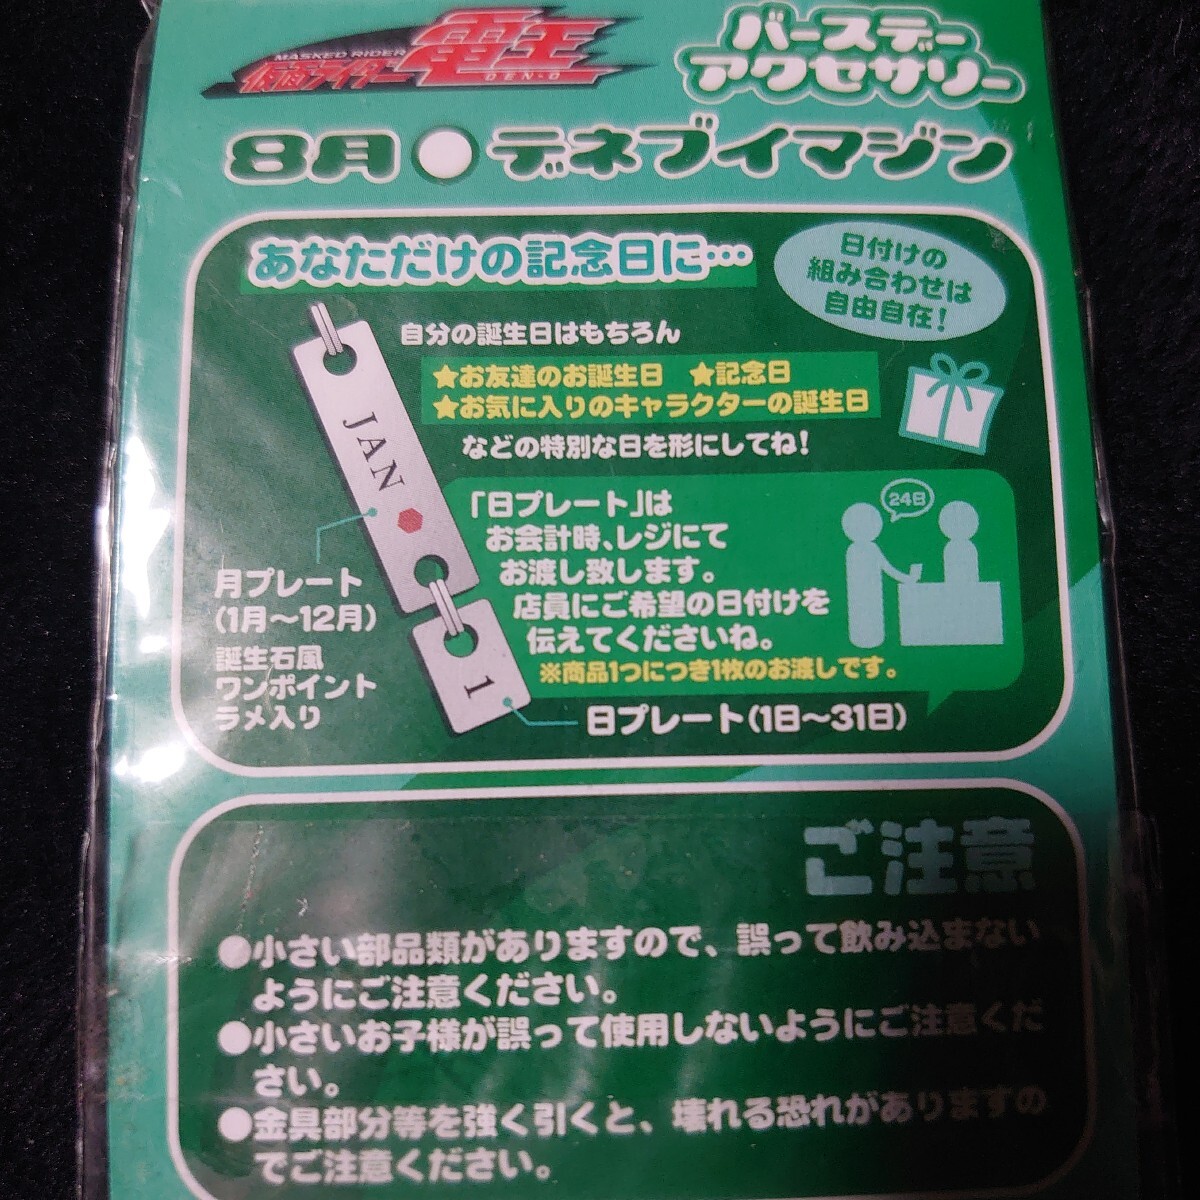 MASKED RIDER
仮面ライダー電王
DEN-O
バースデー
アクセサリー
8月●デネブイマジン
あなただけの記念日に…
日付けの
組み合わせは
自由自在!
自分の誕生日はもちろん
★お友達のお誕生日 ★記念日
★お気に入りのキャラクターの誕生日
などの特別な日を形にしてね!
JAN
1
「日プレート」は
お会計時、レジにて
お渡し致します。
店員にご希望の日付けを
伝えてくださいね。
※商品1つにつき1枚のお渡しです。
24日
月プレート
(1月〜12月)
誕生石風
ワンポイント
ラメ入り
日プレート(1日〜31日)
ご注意
●小さい部品類がありますので、誤って飲み込まない
ようにご注意ください。
●小さいお子様が誤って使用しないようにご注意くだ
さい。
●金具部分等を強く引くと、壊れる恐れがありますの
でご注意ください。